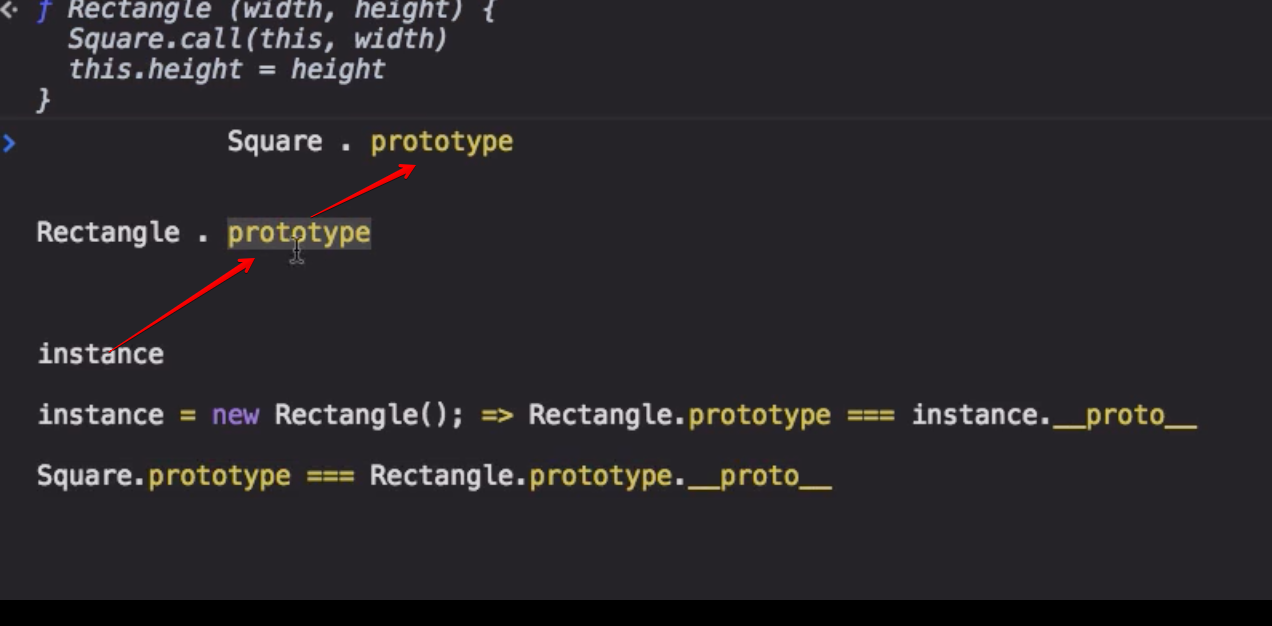 ƒ Rectangle (width, height) {
Square.call(this, width)
this.height = height
}
Square . prototype
Rectangle . prototype
instance
instance = new Rectangle(); => Rectangle.prototype === instance.__proto__
Square.prototype === Rectangle.prototype.__proto__